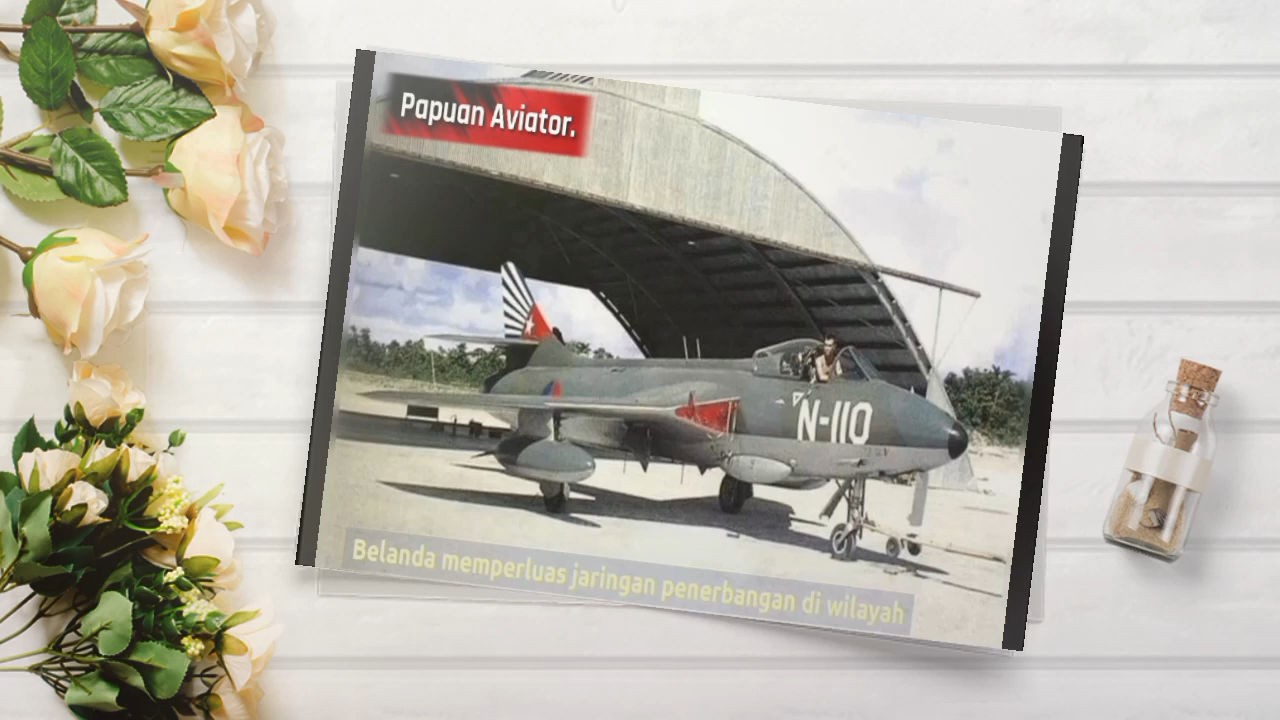 Papuan Aviator.
N-110
Belanda memperluas jaringan penerbangan di wilayah